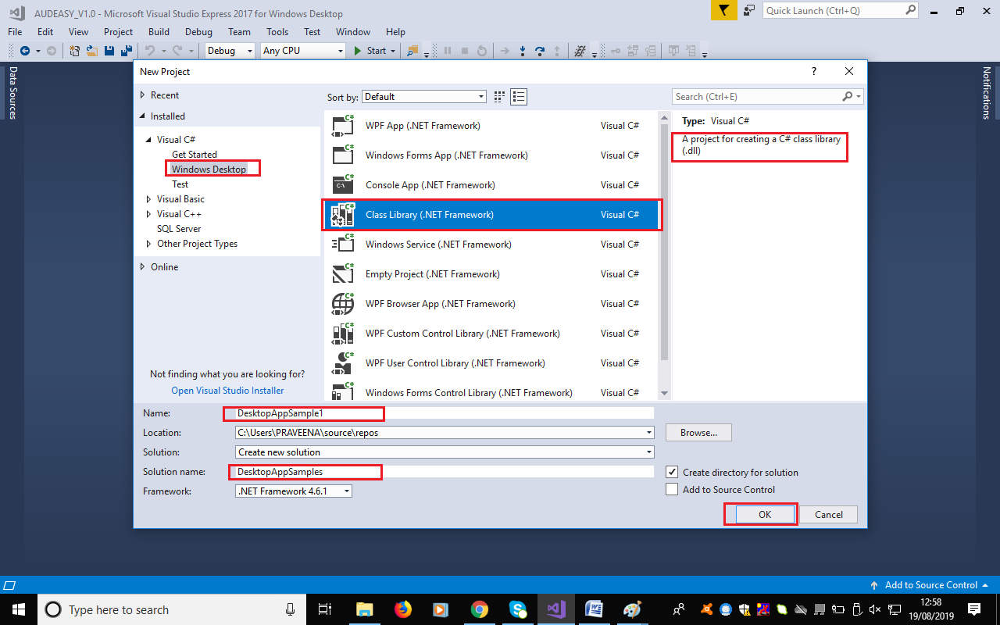 AUDEASY_V1.0 - Microsoft Visual Studio Express 2017 for Windows Desktop
Quick Launch (Ctrl+Q)
File Edit View Project Build Debug Team Tools Test Window Help
Debug Any CPU Start
Data Sources
Notifications
New Project
?
Recent
Installed
Visual C#
Get Started
Windows Desktop
Test
Visual Basic
Visual C++
SQL Server
Other Project Types
Online
Not finding what you are looking for?
Open Visual Studio Installer
Sort by: Default
WPF App (.NET Framework) Visual C#
Windows Forms App (.NET Framework) Visual C#
Console App (.NET Framework) Visual C#
Class Library (.NET Framework) Visual C#
Windows Service (.NET Framework) Visual C#
Empty Project (.NET Framework) Visual C#
WPF Browser App (.NET Framework) Visual C#
WPF Custom Control Library (.NET Framework) Visual C#
WPF User Control Library (.NET Framework) Visual C#
Windows Forms Control Library (.NET Framework) Visual C#
Search (Ctrl+E)
Type: Visual C#
A project for creating a C# class library
(.dll)
Name: DesktopAppSample1
Location: C:\Users\PRAVEENA\source\repos
Browse...
Solution: Create new solution
Solution name: DesktopAppSamples
Create directory for solution
Framework: .NET Framework 4.6.1
Add to Source Control
OK Cancel
Add to Source Control
Type here to search
12:58
19/08/2019